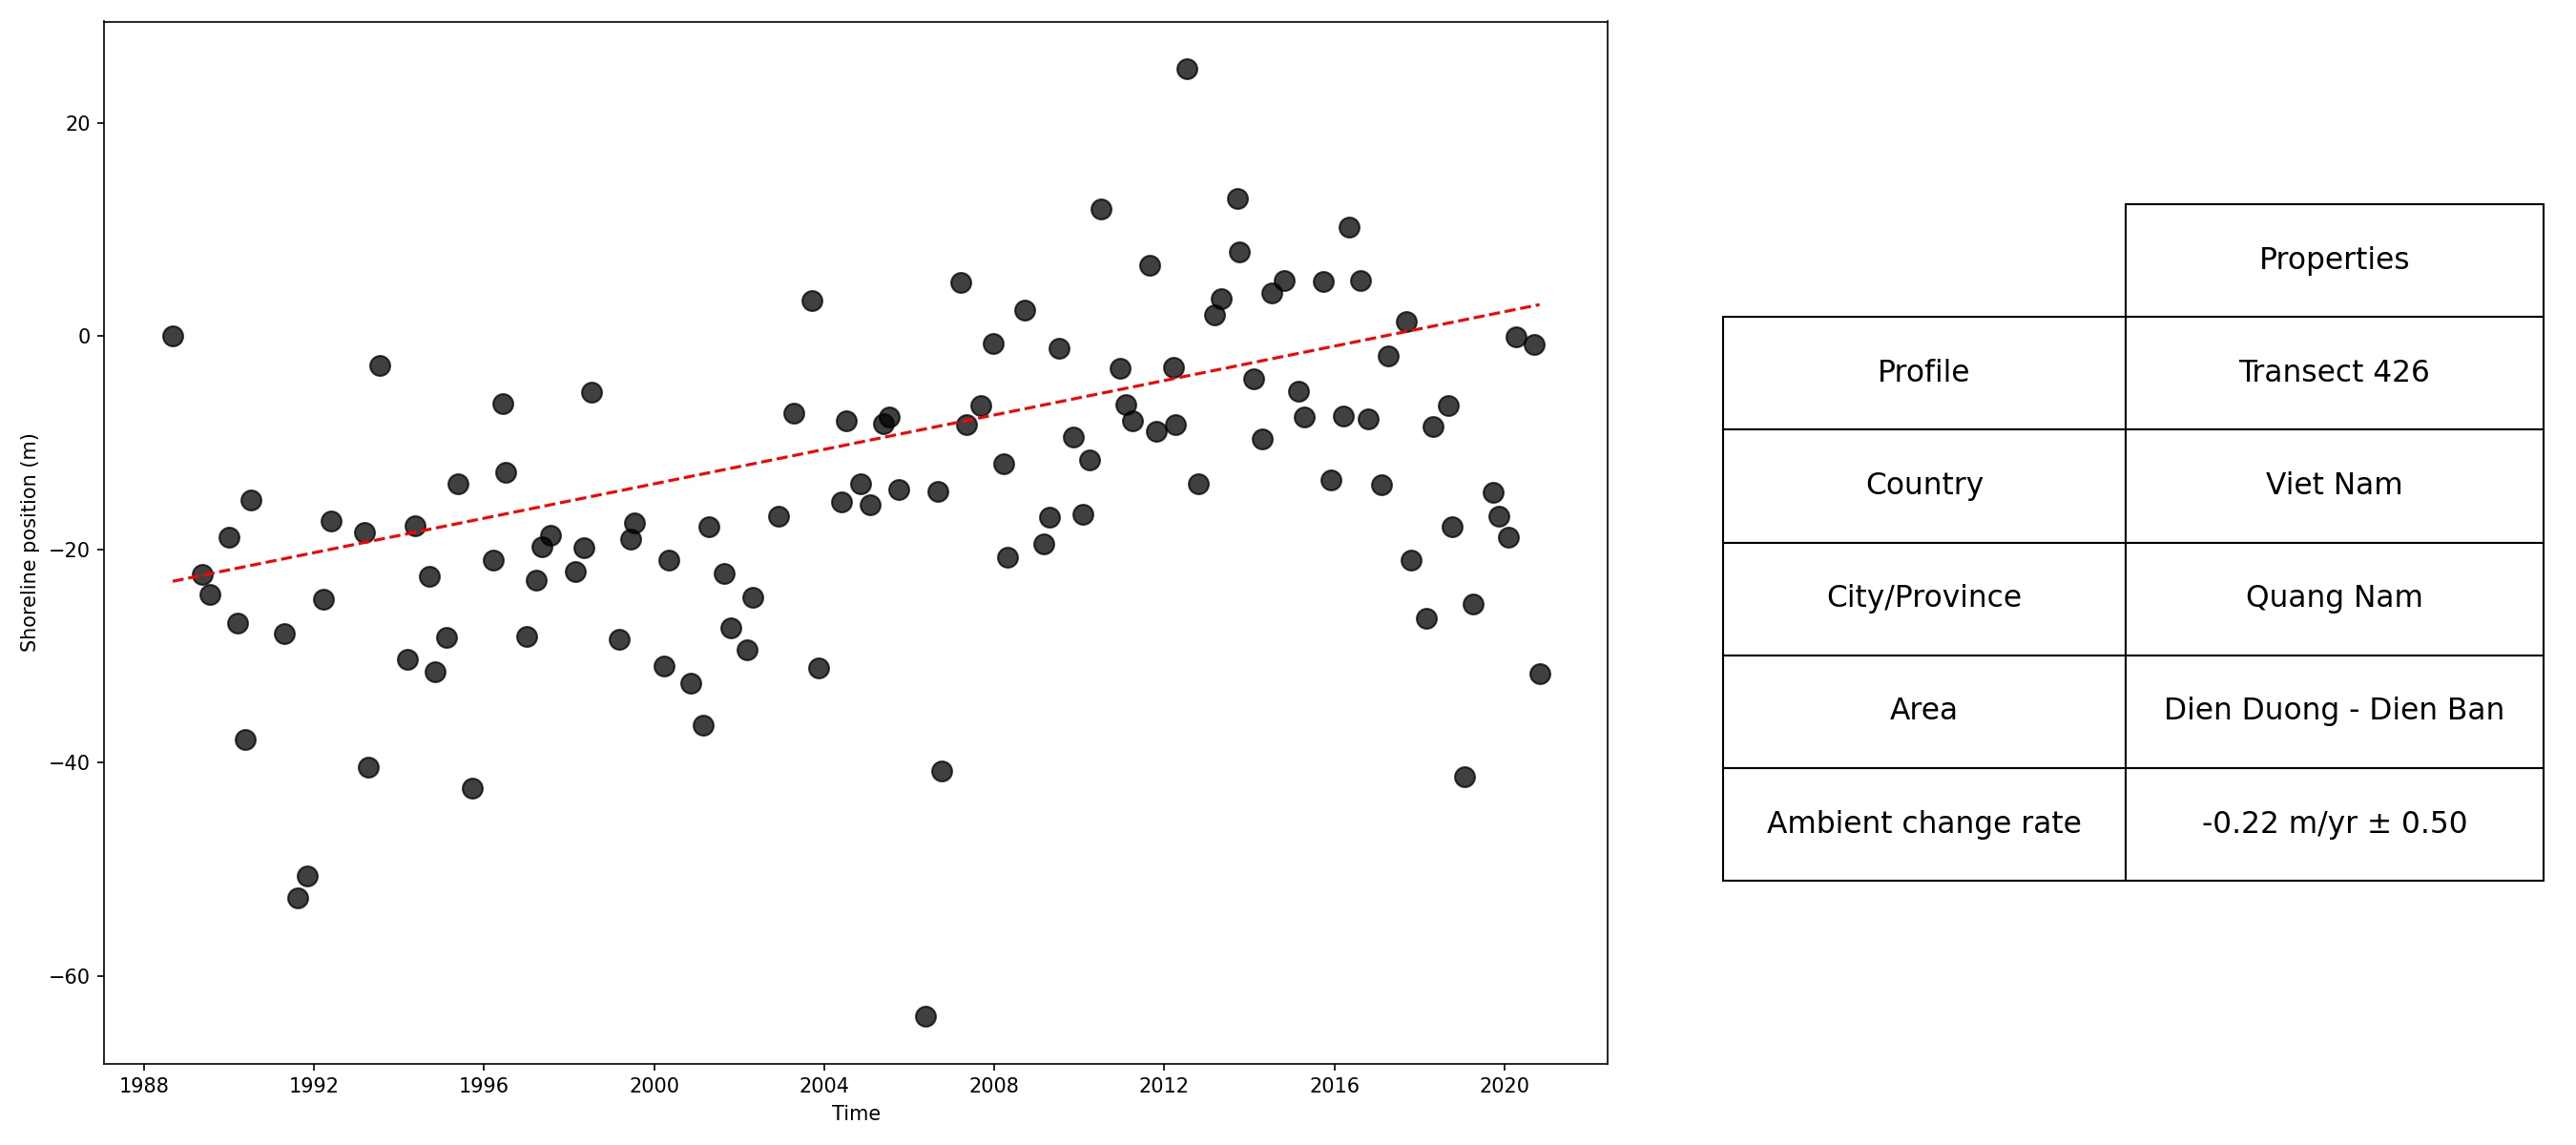 20
0
−20
−40
−60
Shoreline position (m)
1988 1992 1996 2000 2004 2008 2012 2016 2020
Time
Properties
Profile Transect 426
Country Viet Nam
City/Province Quang Nam
Area Dien Duong - Dien Ban
Ambient change rate -0.22 m/yr ± 0.50